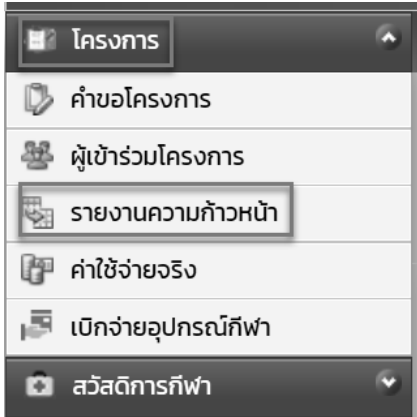 โครงการ
คำขอโครงการ
ผู้เข้าร่วมโครงการ
รายงานความก้าวหน้า
ค่าใช้จ่ายจริง
เบิกจ่ายอุปกรณ์กีฬา
สวัสดิการกีฬา